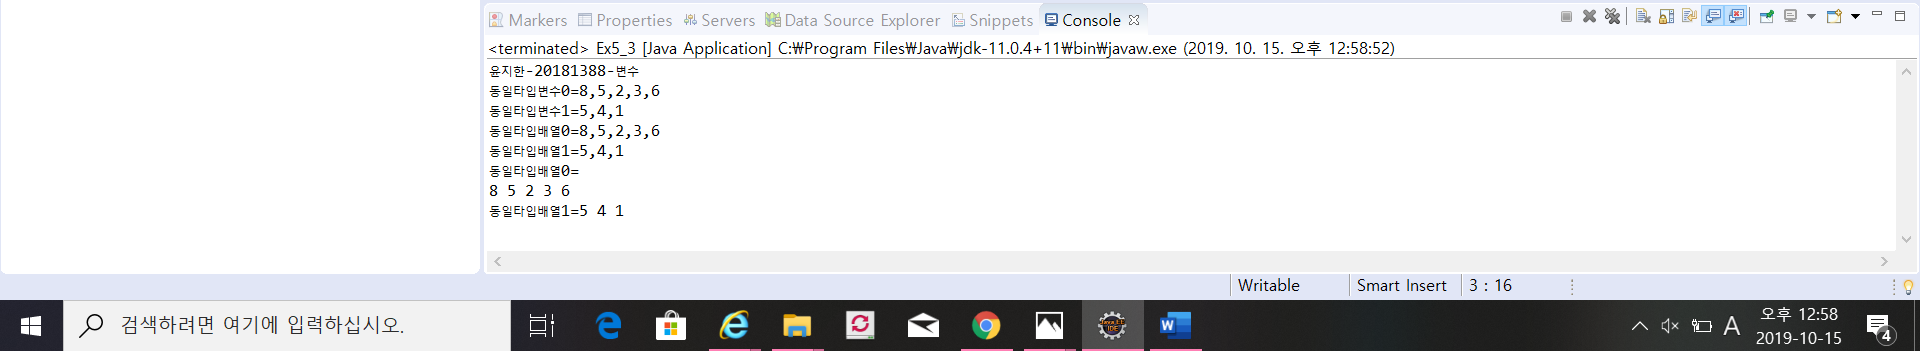 Markers Properties Servers Data Source Explorer Snippets Console
<terminated> Ex5_3 [Java Application] C:₩Program Files₩Java₩jdk-11.0.4+11₩bin₩javaw.exe (2019. 10. 15. 오후 12:58:52)
윤지한-20181388-변수
동일타입변수0=8,5,2,3,6
동일타입변수1=5,4,1
동일타입배열0=8,5,2,3,6
동일타입배열1=5,4,1
동일타입배열0=
8 5 2 3 6
동일타입배열1=5 4 1
Writable Smart Insert 3 : 16
검색하려면 여기에 입력하십시오.
A
오후 12:58
2019-10-15
4